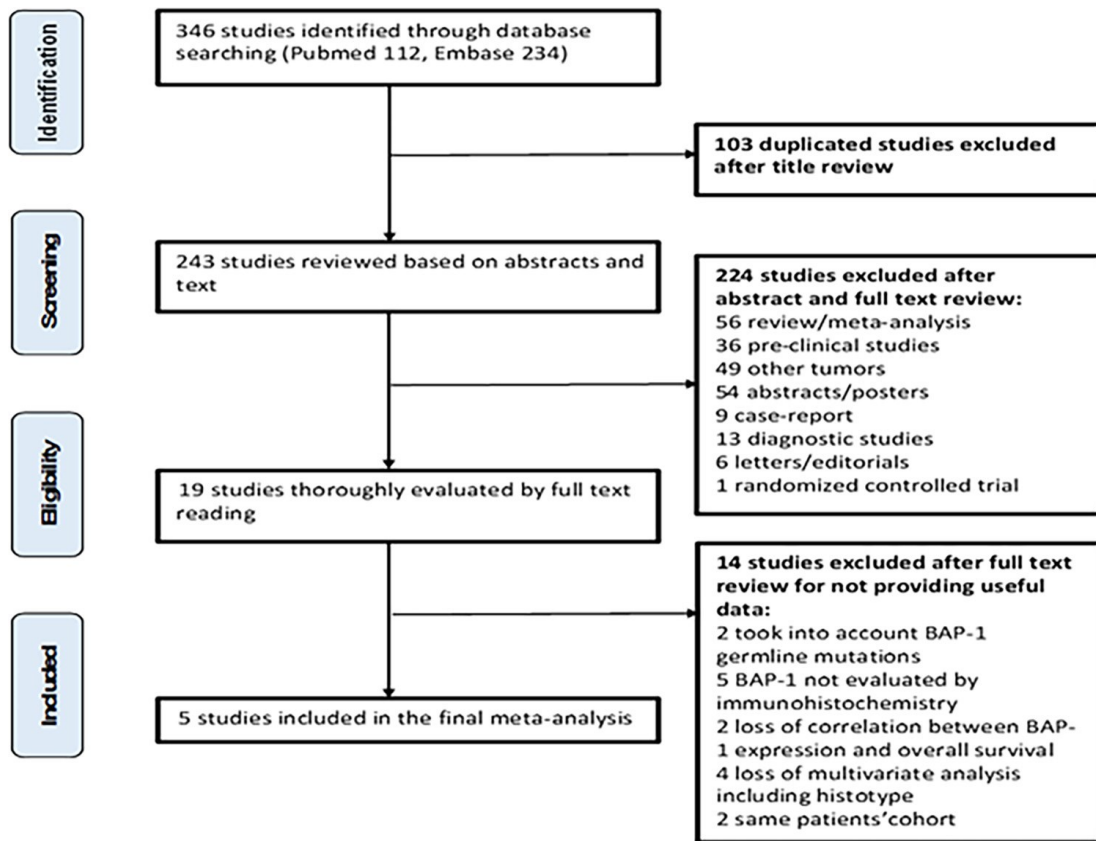 Identification
346 studies identified through database
searching (Pubmed 112, Embase 234)
103 duplicated studies excluded
after title review
Screening
243 studies reviewed based on abstracts and
text
224 studies excluded after
abstract and full text review:
56 review/meta-analysis
36 pre-clinical studies
49 other tumors
54 abstracts/posters
9 case-report
13 diagnostic studies
6 letters/editorials
1 randomized controlled trial
Eligibility
19 studies thoroughly evaluated by full text
reading
14 studies excluded after full text
review for not providing useful
data:
2 took into account BAP-1
germline mutations
5 BAP-1 not evaluated by
immunohistochemistry
2 loss of correlation between BAP-
1 expression and overall survival
4 loss of multivariate analysis
including histotype
2 same patients'cohort
Included
5 studies included in the final meta-analysis